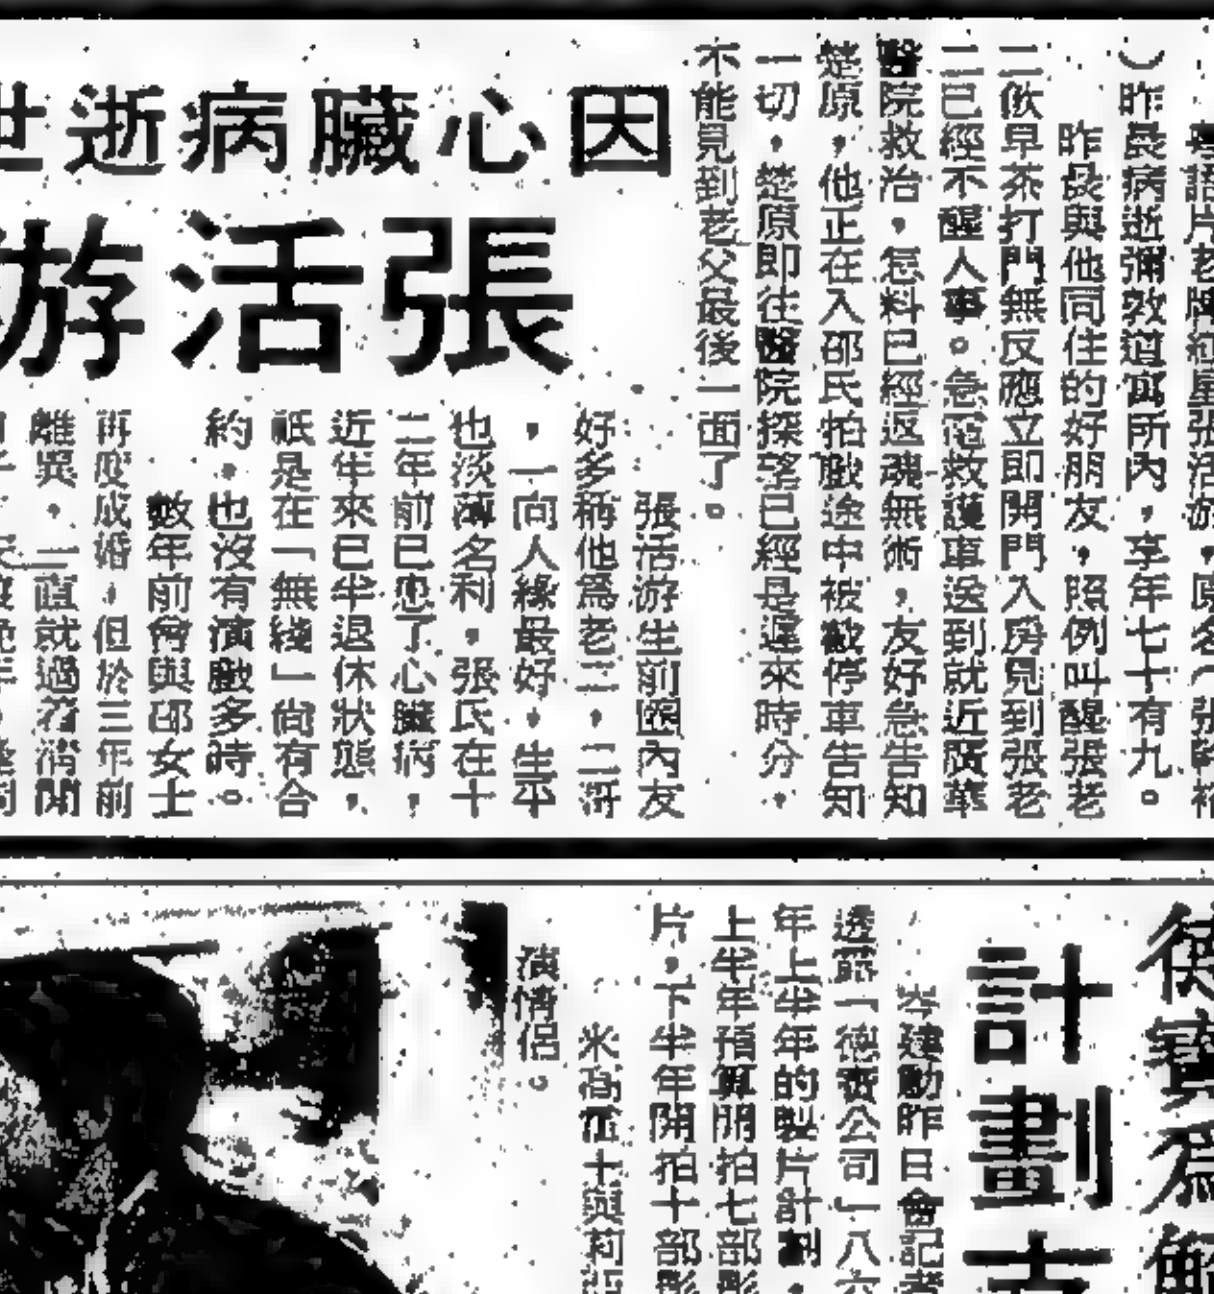 因心臟病逝世
張活游
粵語片老牌紅星張活游，原名（張
）昨晨病逝彌敦道寓所內，享年七十有九。
昨晨與他同住的好朋友，照例叫醒張老
二飲早茶打門無反應立即開門入房見到張老
二已經不醒人事。急電救護車送到就近廣華
醫院救治，怎料已經返魂無術，友好急告知
楚原，他正在入邵氏拍戲途中被截停車告知
一切，楚原即往醫院探望已經是遲來時分，
不能見到老父最後一面了。
張活游生前圈內友
好多稱他爲老二，二哥
，一向人緣最好，生平
也淡薄名利，張氏在十
二年前已患了心臟病，
近年來已半退休狀態，
祇是在「無綫」尚有合
約，也沒有演戲多時。
數年前會與邵女士
再度成婚，但於三年前
離異，一直就過着消閒
德寶爲
計劃
岑建勳昨日會記者
透露「德寶公司」八六
年上半年的製片計劃，
上半年預算開拍七部影
片，下半年開拍十部影
米高
十與莉
演情侶。